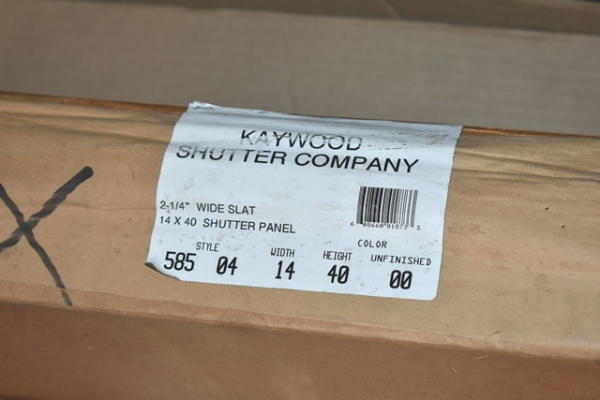 KAYWOOD
SHUTTER COMPANY
2-1/4" WIDE SLAT
14 X 40 SHUTTER PANEL
STYLE WIDTH HEIGHT COLOR UNFINISHED
585 04 14 40 00